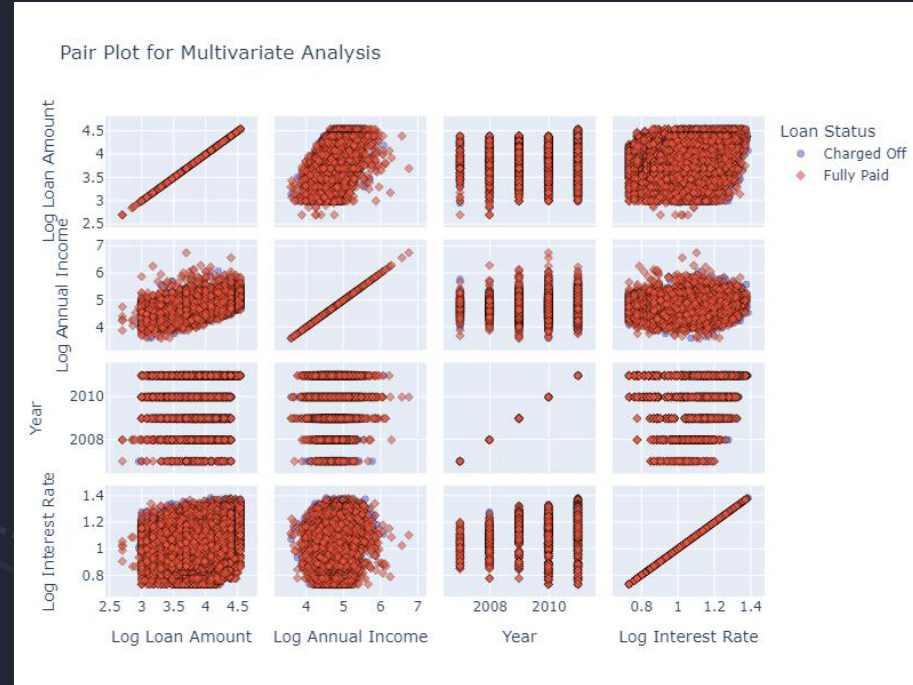 Pair Plot for Multivariate Analysis
Loan Status
Charged Off
Fully Paid
Log Loan Amount
4.5
4
3.5
3
2.5
Log Annual Income
7
6
5
4
Year
2010
2008
Log Interest Rate
1.4
1.2
1
0.8
2.5 3 3.5 4 4.5 4 5 6 7 2008 2010 0.8 1 1.2 1.4
Log Loan Amount Log Annual Income Year Log Interest Rate